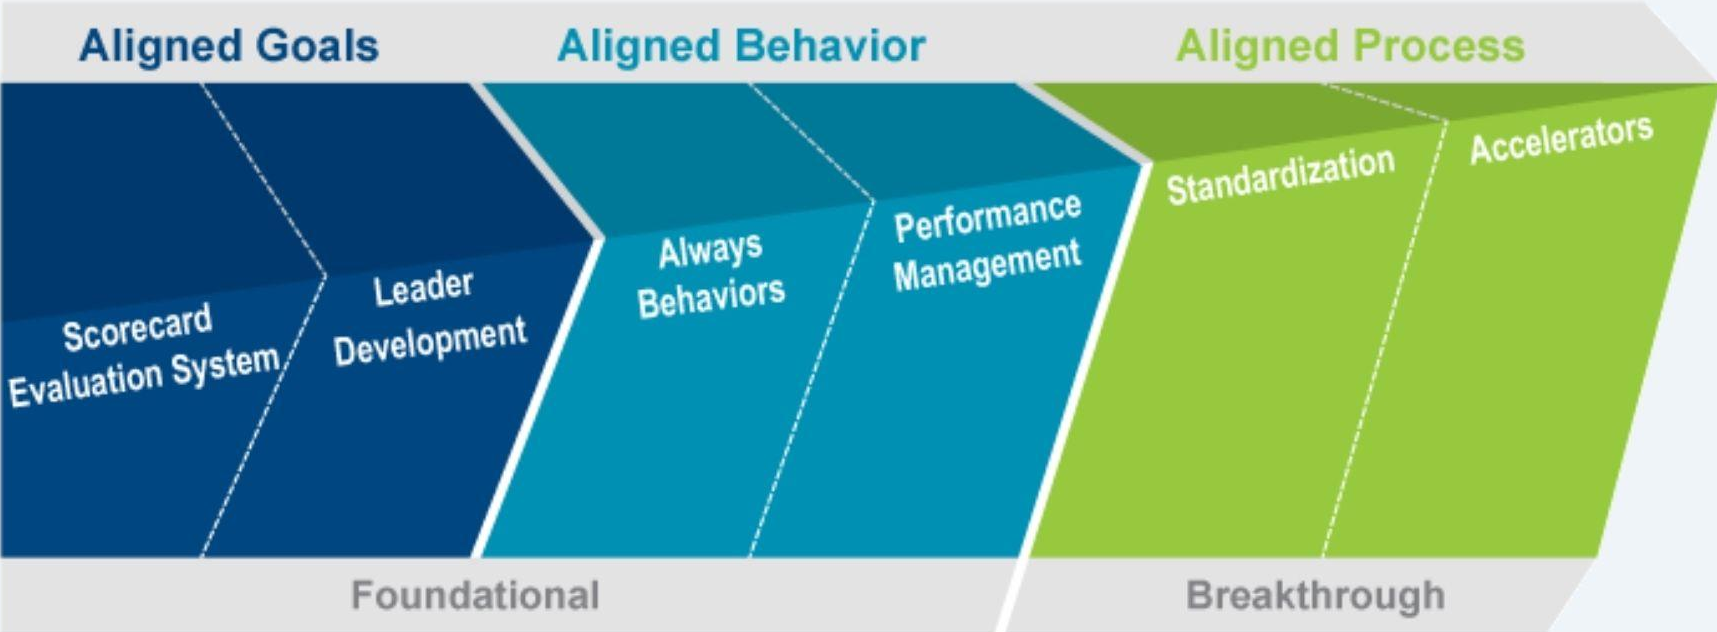 Aligned Goals
Aligned Behavior
Aligned Process
Scorecard
Evaluation System
Leader
Development
Always
Behaviors
Performance
Management
Standardization
Accelerators
Foundational
Breakthrough